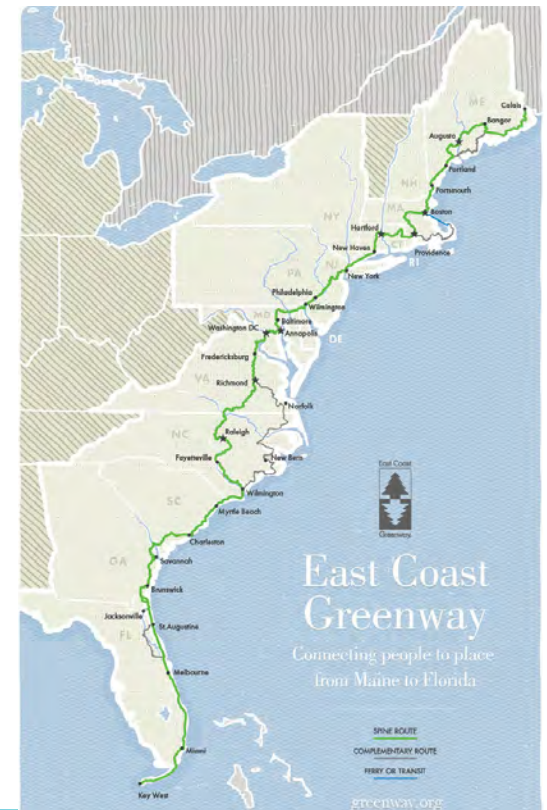 ME
Calais
Bangor
Augusta
Portland
NH
Portsmouth
MA
Boston
NY
Hartford
CT
Providence
RI
New Haven
New York
PA
NJ
Philadelphia
Wilmington
MD
Baltimore
Washington DC
Annapolis
DE
Fredericksburg
VA
Richmond
Norfolk
NC
Raleigh
New Bern
Fayetteville
Wilmington
SC
Myrtle Beach
Charleston
GA
Savannah
Brunswick
Jacksonville
FL
St. Augustine
Melbourne
Miami
Key West
East Coast
Greenway
East Coast
Greenway
Connecting people to place
from Maine to Florida
SPINE ROUTE
COMPLEMENTARY ROUTE
FERRY OR TRANSIT
greenway.org